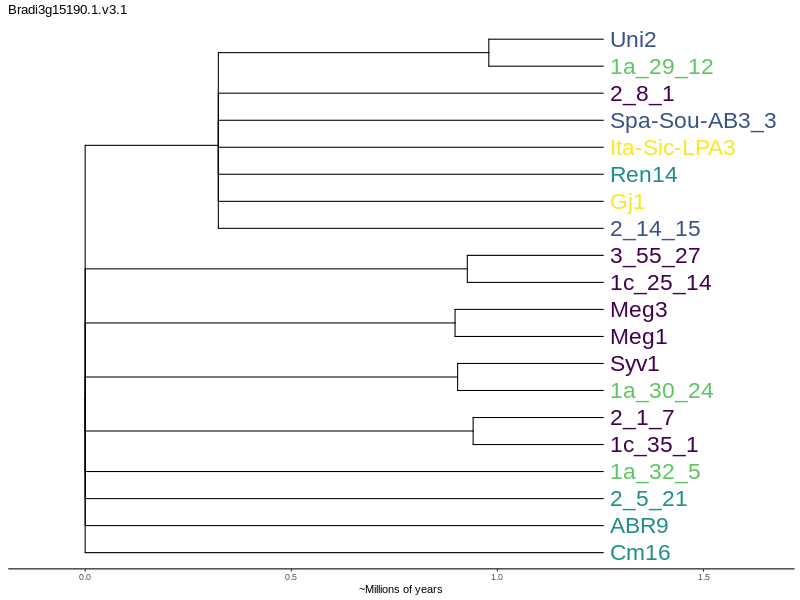 Bradi3g15190.1.v3.1
Uni2
1a_29_12
2_8_1
Spa-Sou-AB3_3
Ita-Sic-LPA3
Ren14
Gj1
2_14_15
3_55_27
1c_25_14
Meg3
Meg1
Syv1
1a_30_24
2_1_7
1c_35_1
1a_32_5
2_5_21
ABR9
Cm16
0.0 0.5 1.0 1.5
~Millions of years